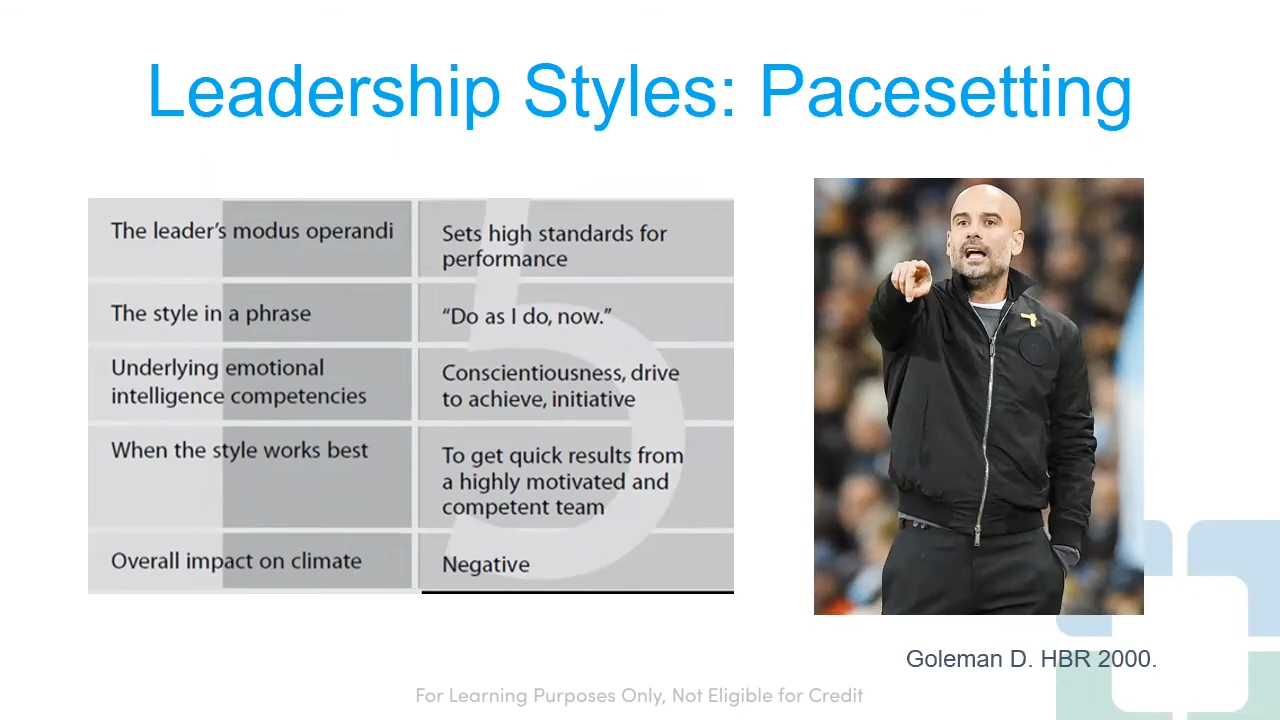 Leadership Styles: Pacesetting
The leader's modus operandi
Sets high standards for
performance
The style in a phrase
“Do as I do, now.”
Underlying emotional
intelligence competencies
Conscientiousness, drive
to achieve, initiative
When the style works best
To get quick results from
a highly motivated and
competent team
Overall impact on climate
Negative
5
Goleman D. HBR 2000.
For Learning Purposes Only, Not Eligible for Credit